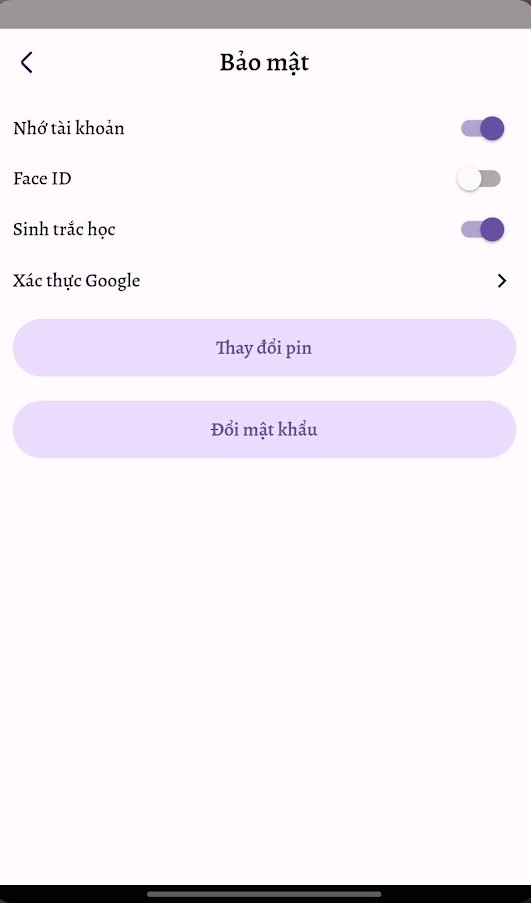 Bảo mật
Nhớ tài khoản
Face ID
Sinh trắc học
Xác thực Google
Thay đổi pin
Đổi mật khẩu